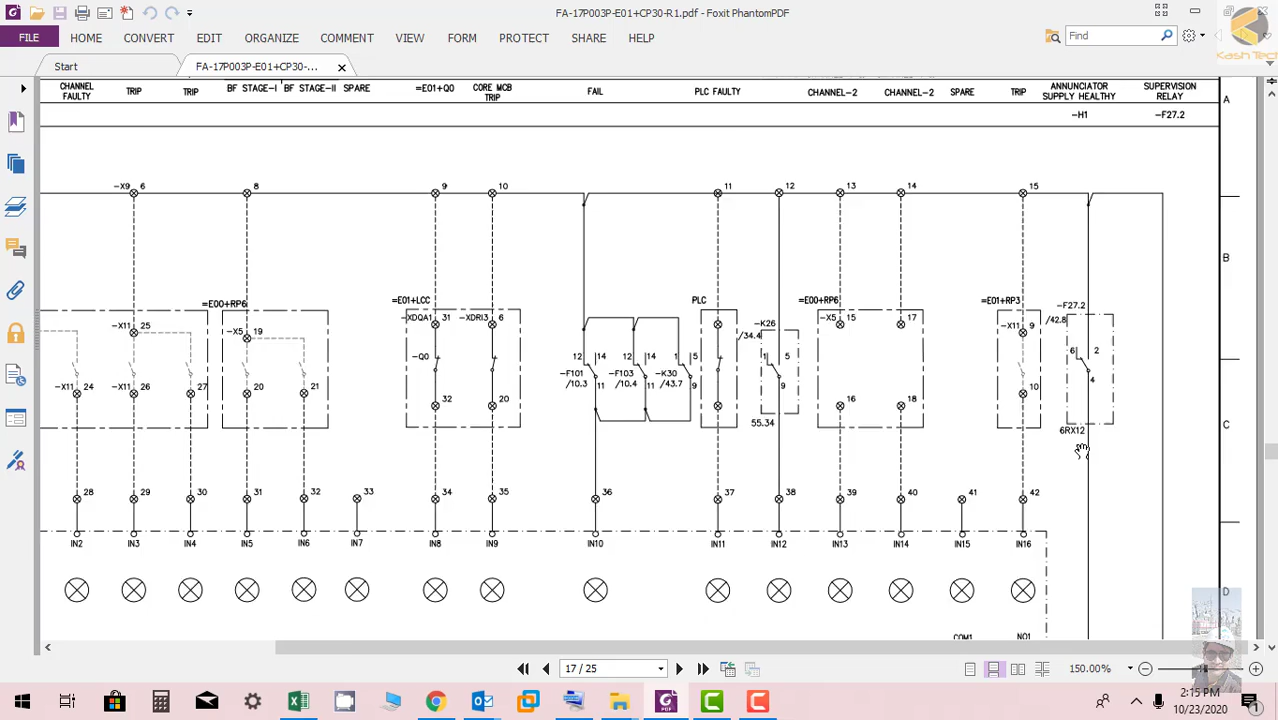 FA-17P003P-E01+CP30-R1.pdf - Foxit PhantomPDF
FILE HOME CONVERT EDIT ORGANIZE COMMENT VIEW FORM PROTECT SHARE HELP
Find
Kash Tech
Start
FA-17P003P-E01+CP30-...
CHANNEL FAULTY TRIP TRIP BF STAGE-I BF STAGE-II SPARE =E01+Q0 CORE MCB TRIP FAIL PLC FAULTY CHANNEL-2 CHANNEL-2 SPARE TRIP ANNUNCIATOR SUPPLY HEALTHY SUPERVISION RELAY
A
-H1 -F27.2
-X9 6 8 9 10 11 12 13 14 15
B
=E00+RP6 =E01+LCC PLC =E00+RP6 =E01+RP3 -F27.2
/42.8
-X11 25 -X5 19 -XDQA1 31 -XDRI3 6 /34.4 -K26 -X5 15 17 -X11 9
-Q0 12 14 12 14 1 5 1 5 6 2
-F101 -F103 -K30
/10.3 11 /10.4 11 /43.7 9 9 4
-X11 24 -X11 26 27 20 21 32 20 16 18 10
55.34 6RX12
C
28 29 30 31 32 33 34 35 36 37 38 39 40 41 42
IN2 IN3 IN4 IN5 IN6 IN7 IN8 IN9 IN10 IN11 IN12 IN13 IN14 IN15 IN16
D
COM1 NO1
17 / 25
150.00%
2:15 PM
10/23/2020
1